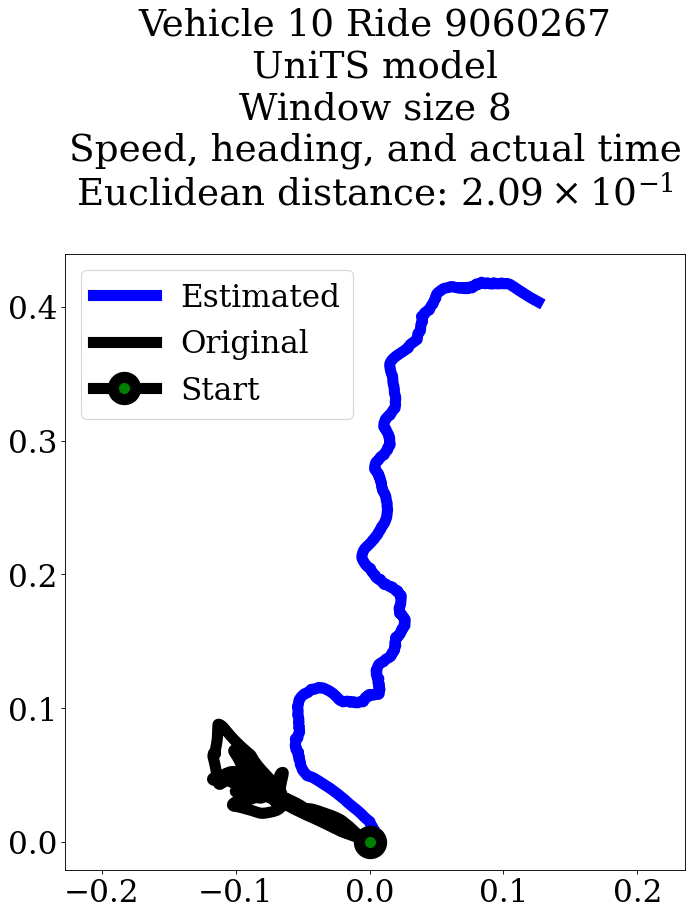 Vehicle 10 Ride 9060267
UniTS model
Window size 8
Speed, heading, and actual time
Euclidean distance: 2.09 × 10⁻¹
Estimated
Original
Start
0.4
0.3
0.2
0.1
0.0
−0.2 −0.1 0.0 0.1 0.2